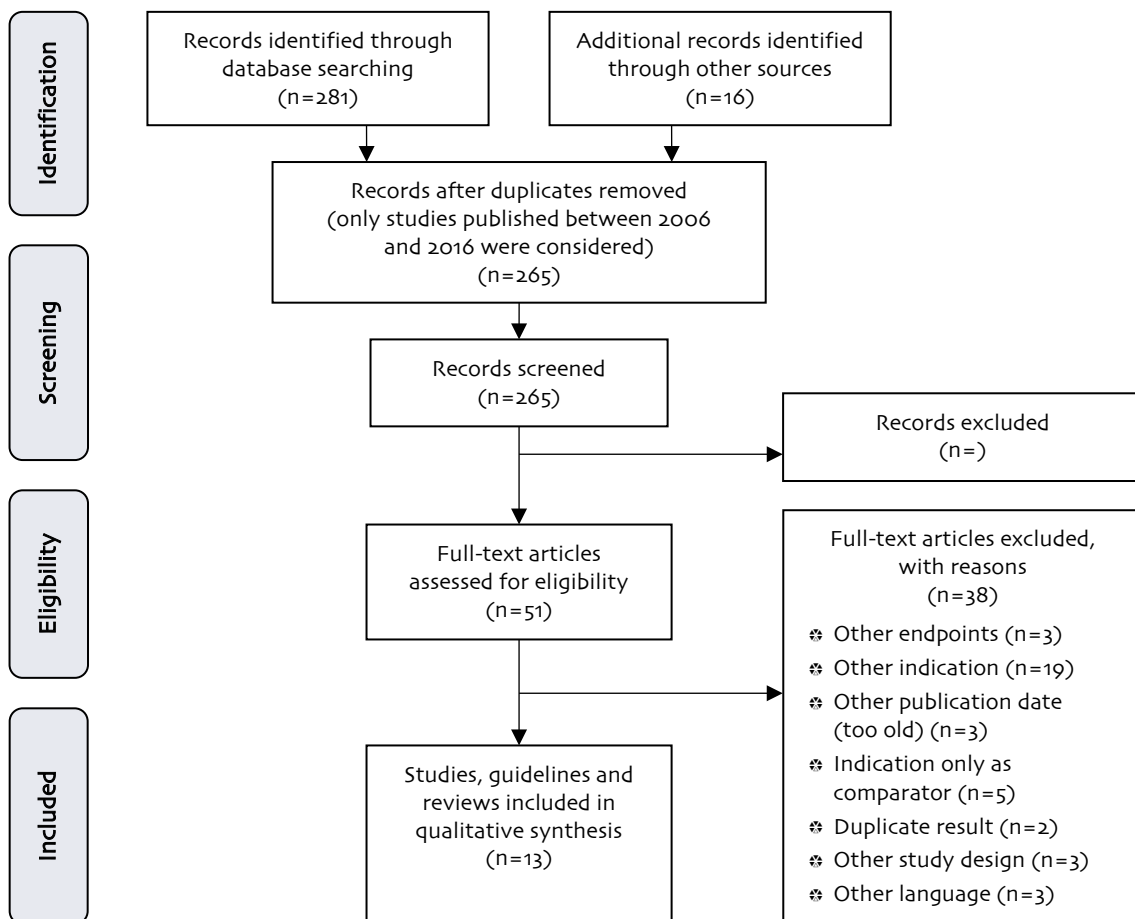 Identification
Records identified through
database searching
(n=281)
Additional records identified
through other sources
(n=16)
Records after duplicates removed
(only studies published between 2006
and 2016 were considered)
(n=265)
Screening
Records screened
(n=265)
Records excluded
(n=)
Eligibility
Full-text articles
assessed for eligibility
(n=51)
Full-text articles excluded,
with reasons
(n=38)
Other endpoints (n=3)
Other indication (n=19)
Other publication date
(too old) (n=3)
Indication only as
comparator (n=5)
Duplicate result (n=2)
Other study design (n=3)
Other language (n=3)
Included
Studies, guidelines and
reviews included in
qualitative synthesis
(n=13)